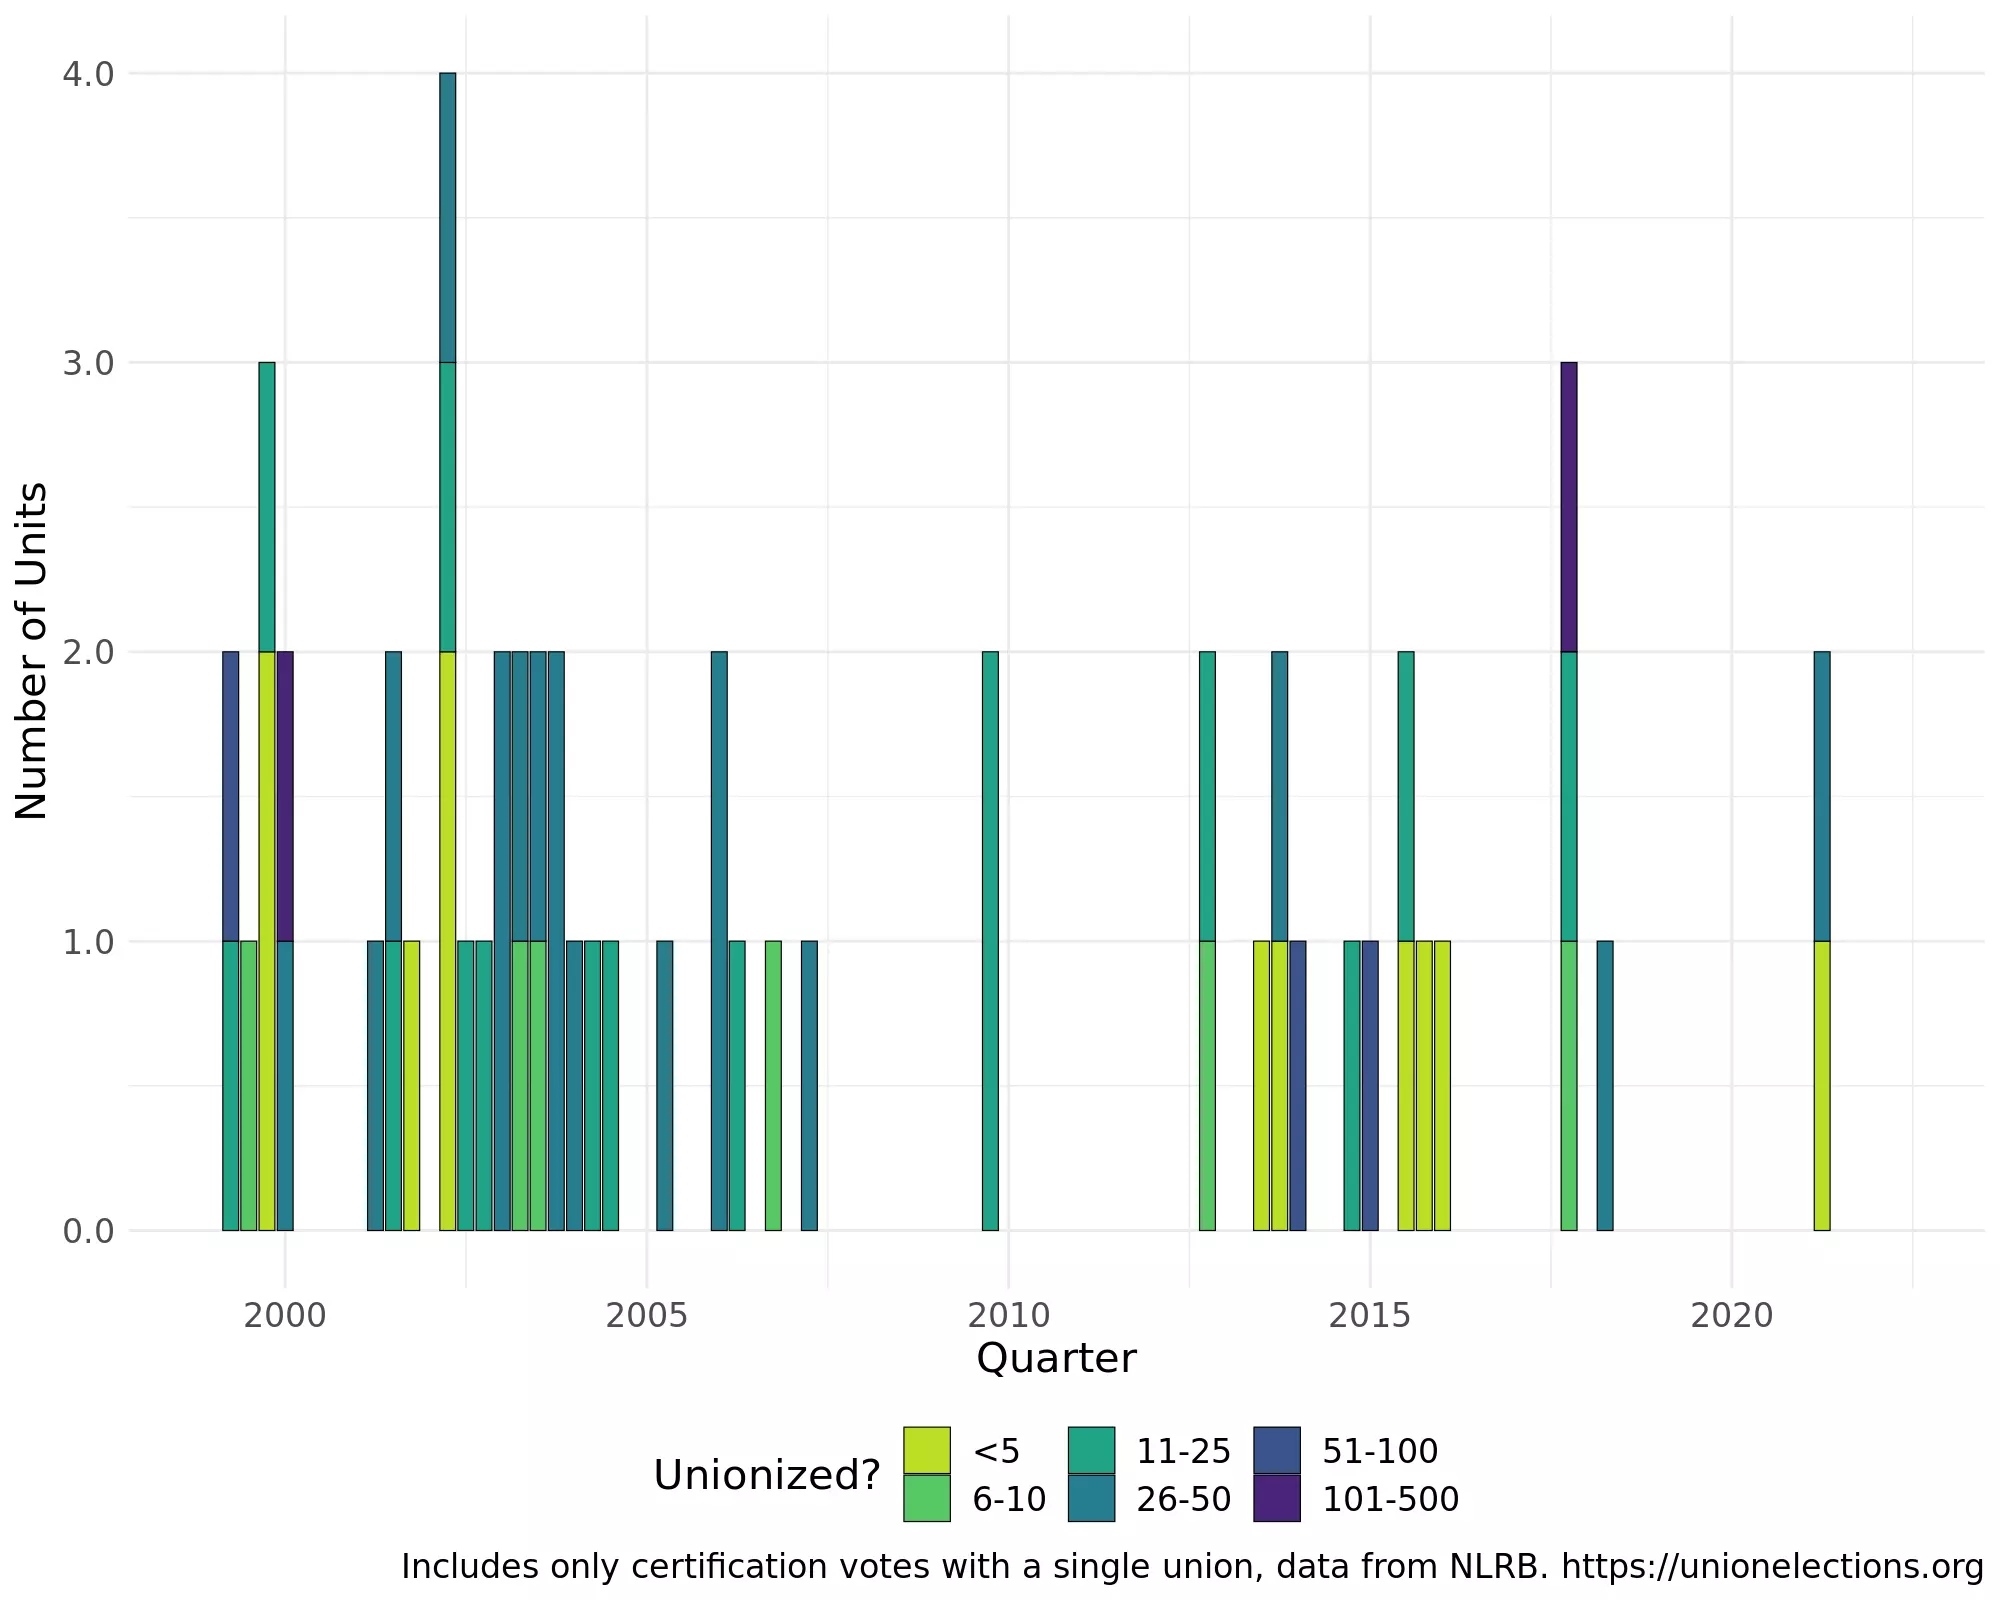 4.0
3.0
2.0
1.0
0.0
Number of Units
2000 2005 2010 2015 2020
Quarter
Unionized?
<5 11-25 51-100
6-10 26-50 101-500
Includes only certification votes with a single union, data from NLRB. https://unionelections.org